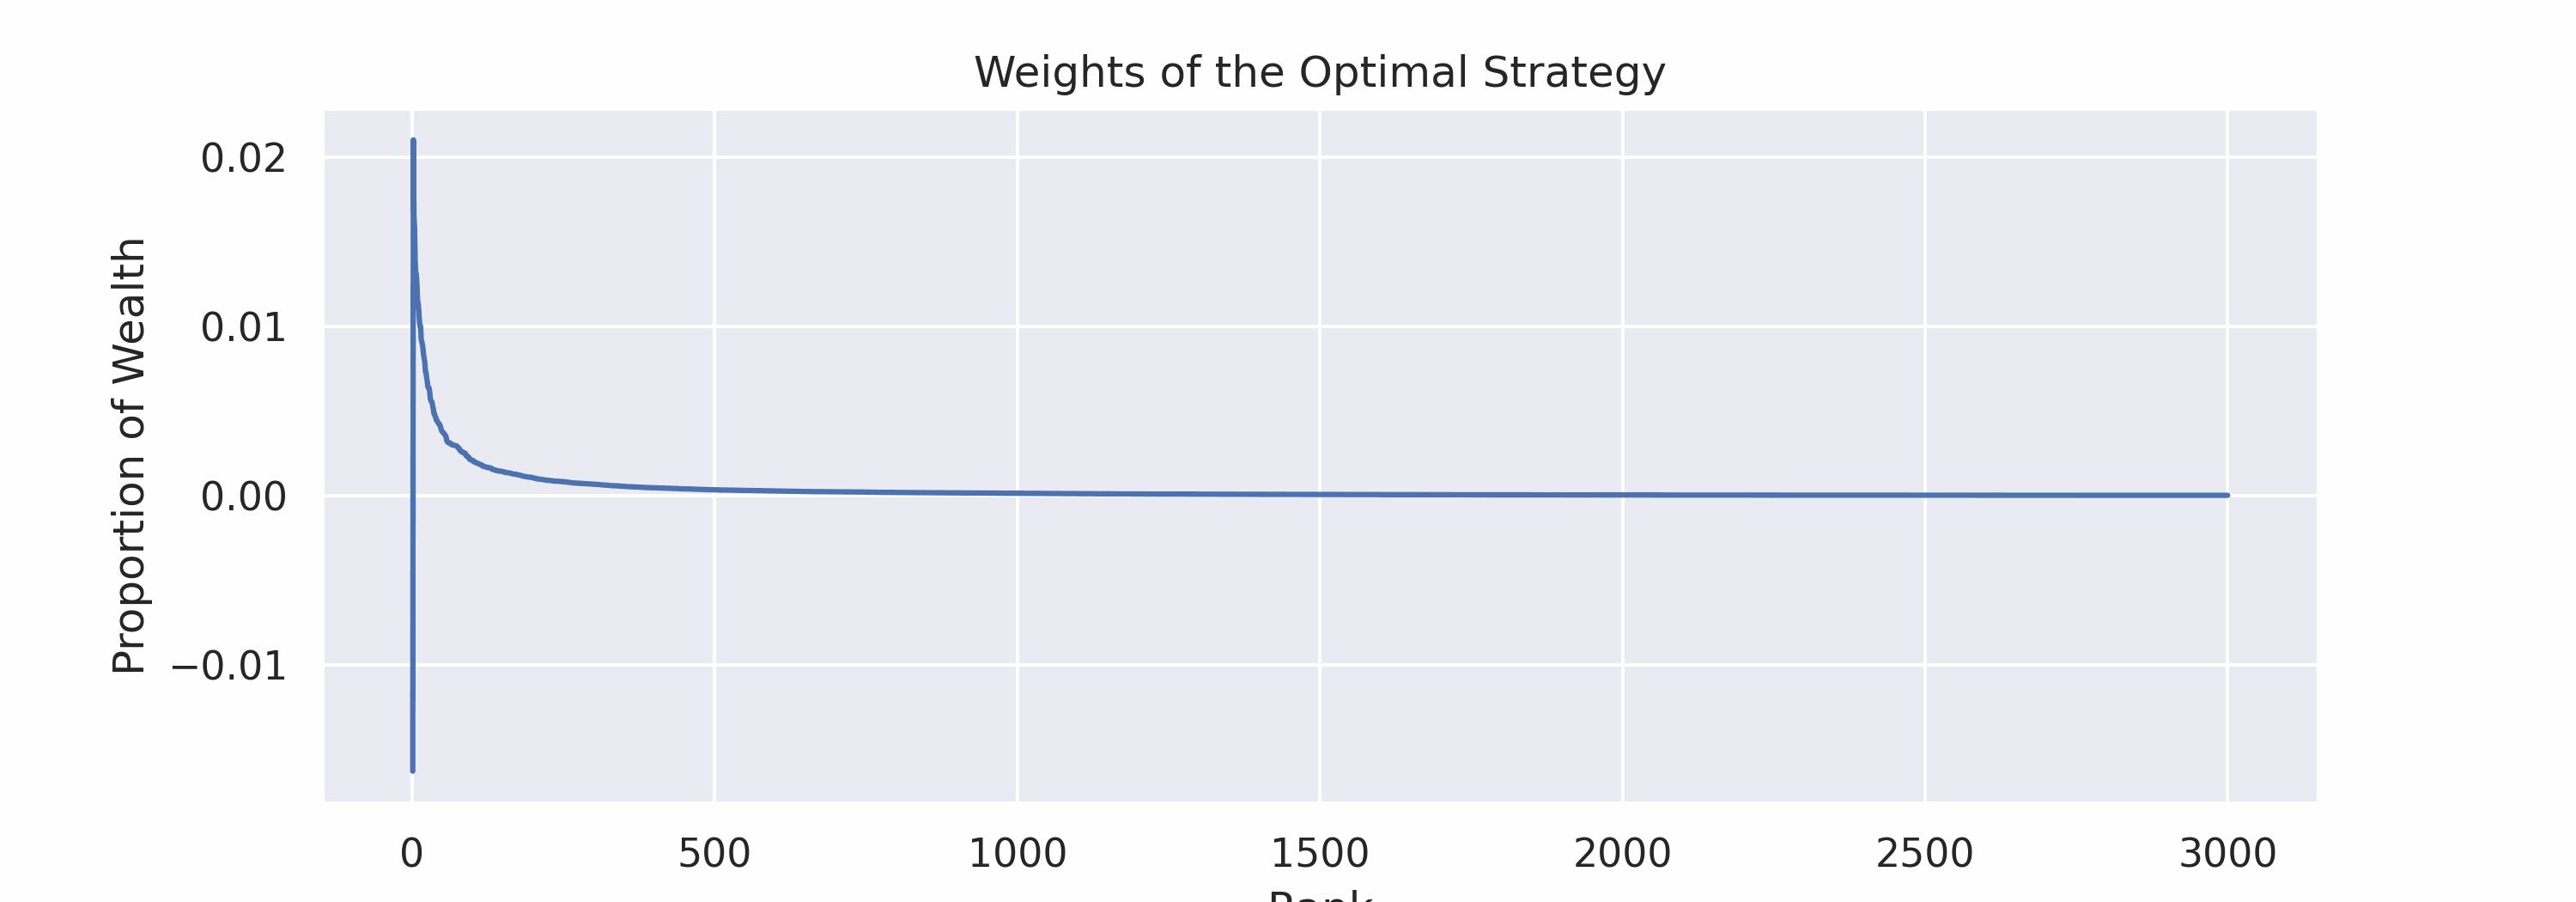 Weights of the Optimal Strategy
Proportion of Wealth
0.02
0.01
0.00
−0.01
0 500 1000 1500 2000 2500 3000
Rank